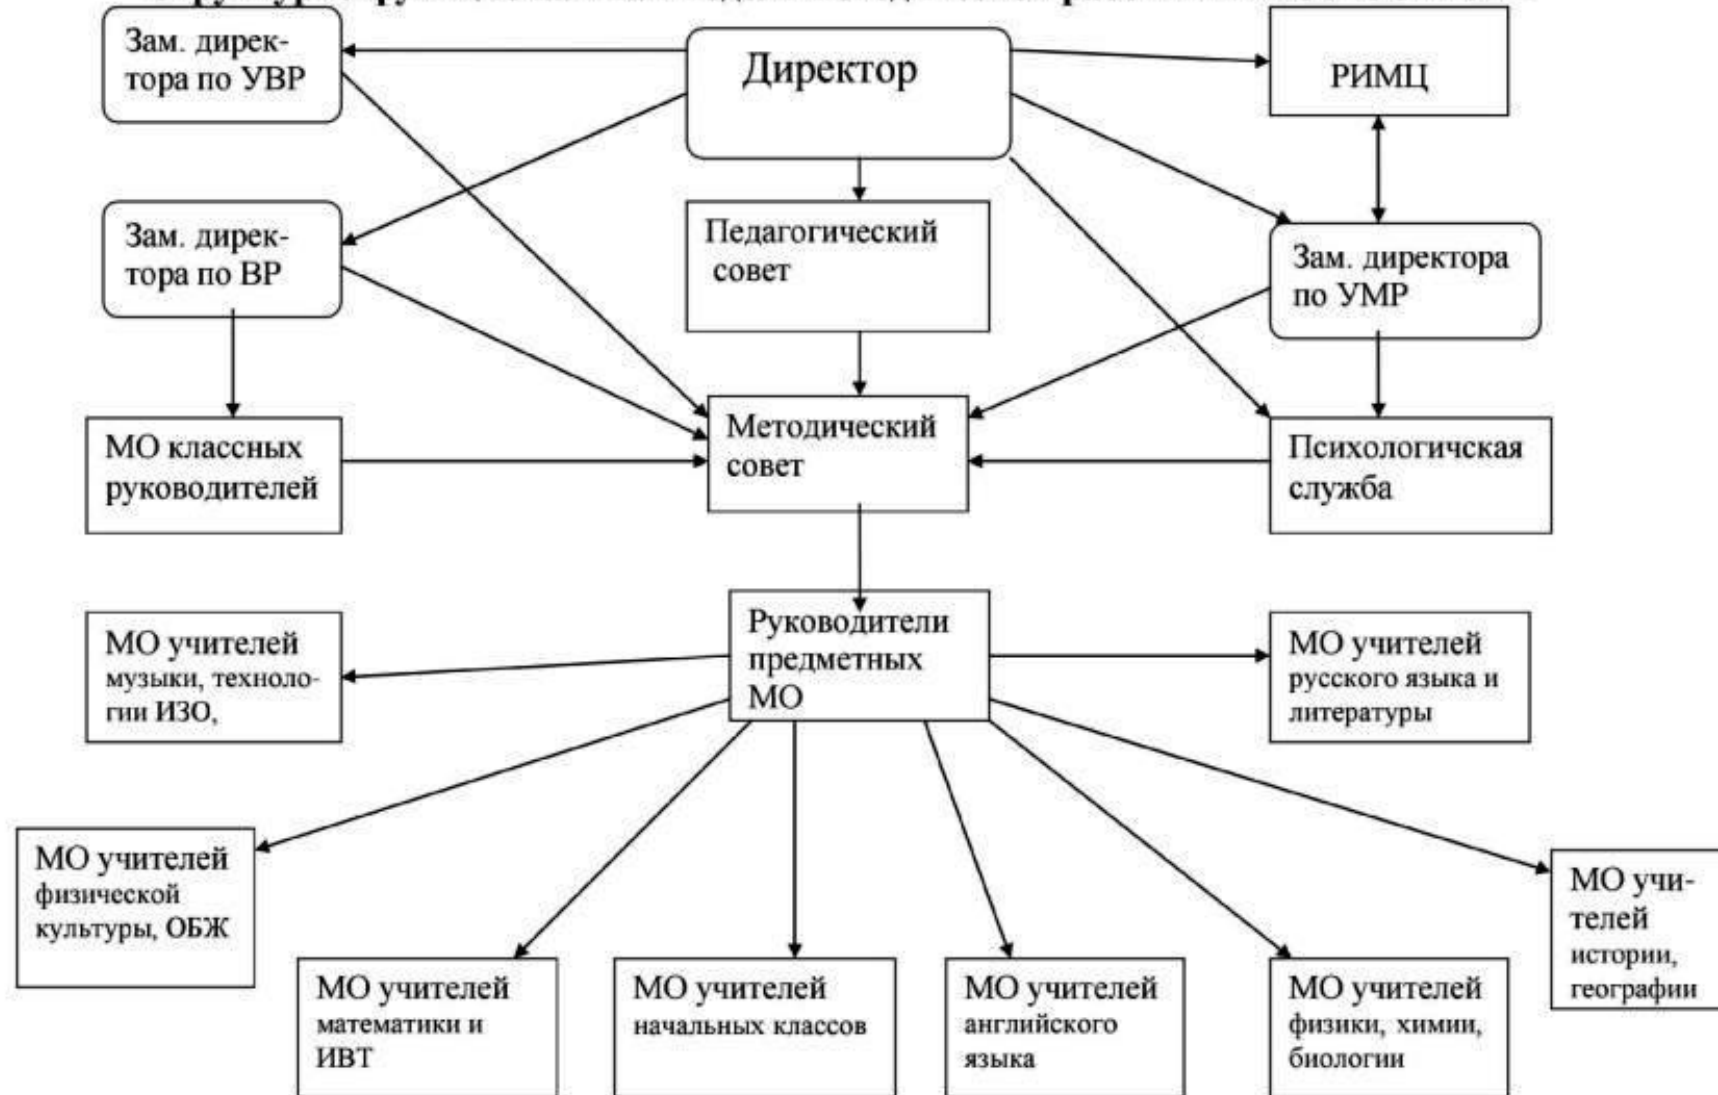 Зам. дирек-
тора по УВР
Директор
РИМЦ
Зам. дирек-
тора по ВР
Педагогический
совет
Зам. директора
по УМР
МО классных
руководителей
Методический
совет
Психологичская
служба
МО учителей
музыки, техноло-
гии ИЗО,
Руководители
предметных
МО
МО учителей
русского языка и
литературы
МО учителей
физической
культуры, ОБЖ
МО учителей
математики и
ИВТ
МО учителей
начальных классов
МО учителей
английского
языка
МО учителей
физики, химии,
биологии
МО учи-
телей
истории,
географии